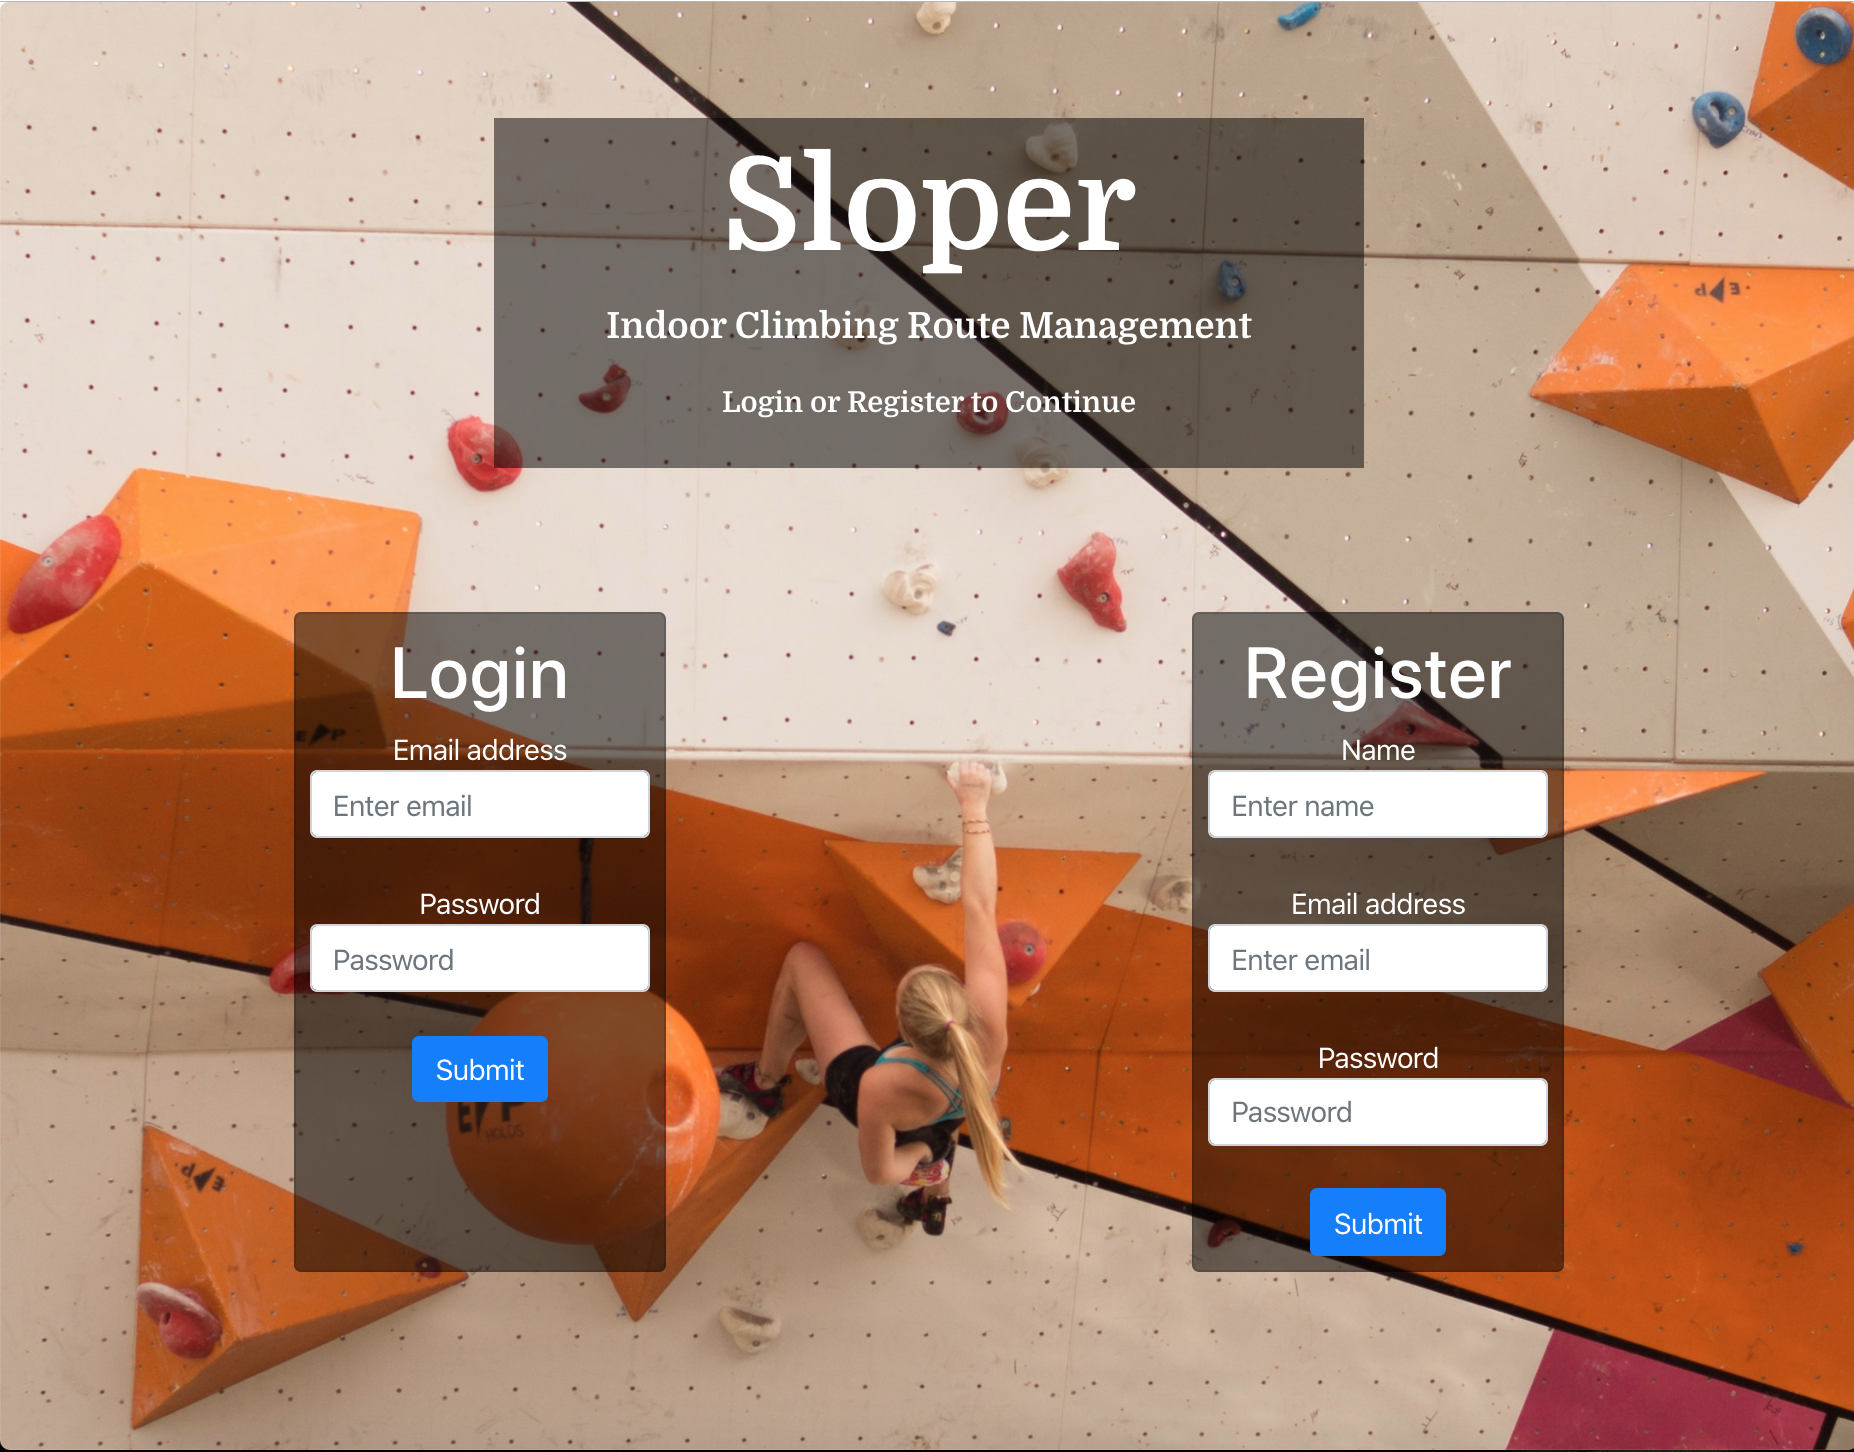 Sloper
Indoor Climbing Route Management
Login or Register to Continue
Login
Email address
Enter email
Password
Password
Submit
Register
Name
Enter name
Email address
Enter email
Password
Password
Submit
E P
E P
E P
HOLDS
E P